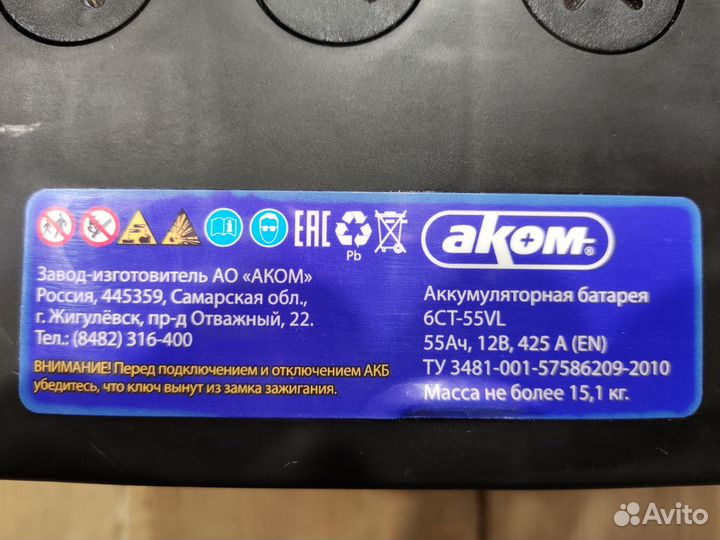 EAC
Pb
Завод-изготовитель АО «АКОМ»
Россия, 445359, Самарская обл.,
г. Жигулёвск, пр-д Отважный, 22.
Тел.: (8482) 316-400
ВНИМАНИЕ! Перед подключением и отключением АКБ
убедитесь, что ключ вынут из замка зажигания.
аком
®
Аккумуляторная батарея
6СТ-55VL
55Ач, 12В, 425 А (EN)
ТУ 3481-001-57586209-2010
Масса не более 15,1 кг.
Avito